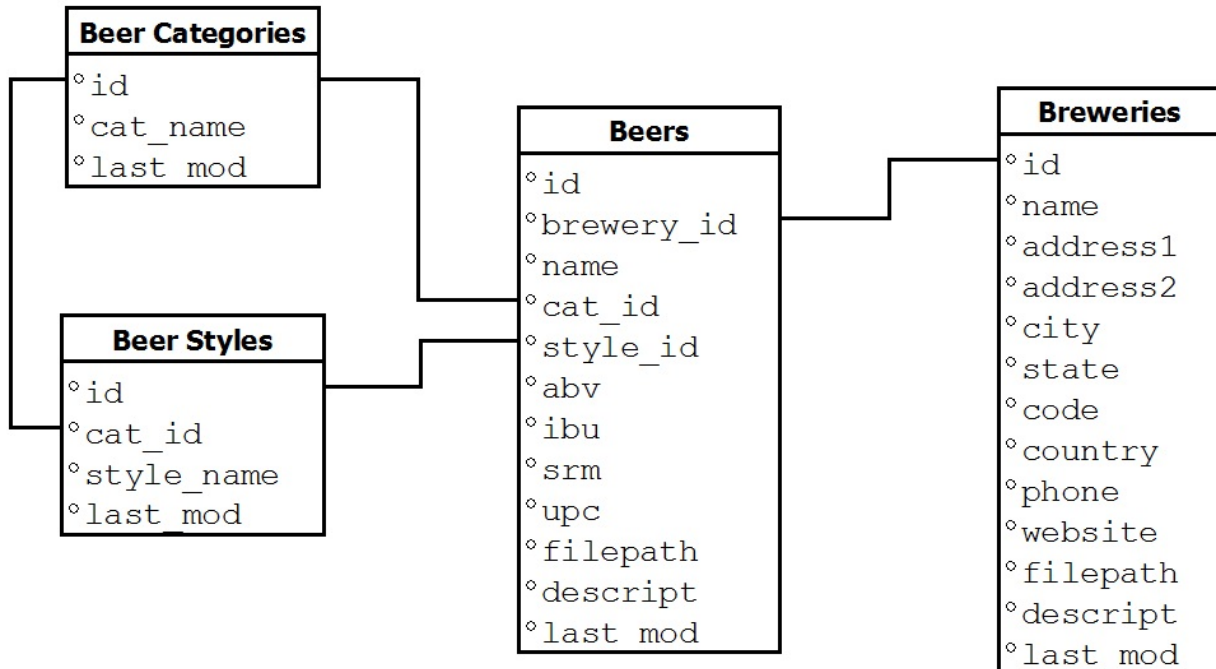 Beer Categories
id
cat_name
last_mod
Beer Styles
id
cat_id
style_name
last_mod
Beers
id
brewery_id
name
cat_id
style_id
abv
ibu
srm
upc
filepath
descript
last_mod
Breweries
id
name
address1
address2
city
state
code
country
phone
website
filepath
descript
last_mod